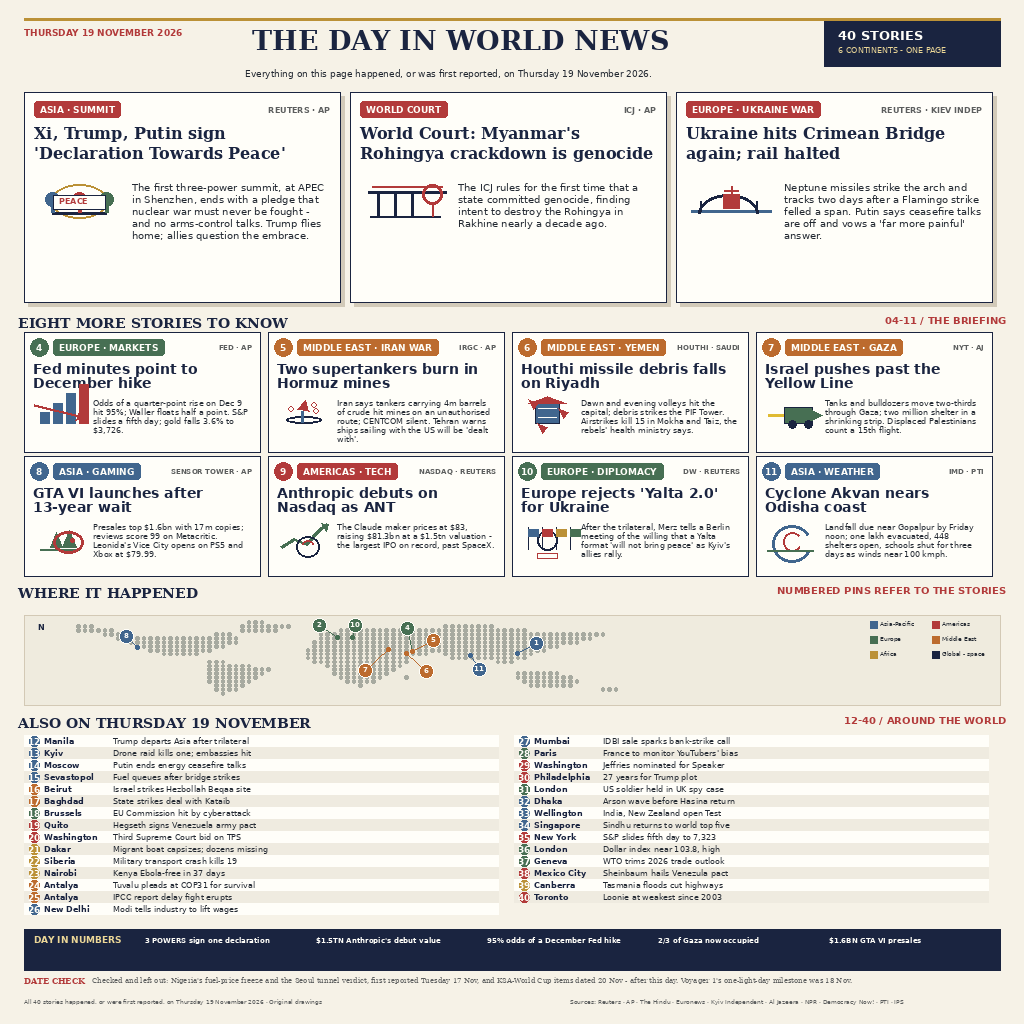 THURSDAY 19 NOVEMBER 2026
THE DAY IN WORLD NEWS
40 STORIES
6 CONTINENTS - ONE PAGE
Everything on this page happened, or was first reported, on Thursday 19 November 2026.
ASIA · SUMMIT
REUTERS · AP
Xi, Trump, Putin sign
'Declaration Towards Peace'
PEACE
The first three-power summit, at APEC
in Shenzhen, ends with a pledge that
nuclear war must never be fought -
and no arms-control talks. Trump flies
home; allies question the embrace.
WORLD COURT
ICJ · AP
World Court: Myanmar's
Rohingya crackdown is genocide
The ICJ rules for the first time that a
state committed genocide, finding
intent to destroy the Rohingya in
Rakhine nearly a decade ago.
EUROPE · UKRAINE WAR
REUTERS · KIEV INDEP
Ukraine hits Crimean Bridge
again; rail halted
Neptune missiles strike the arch and
tracks two days after a Flamingo strike
felled a span. Putin says ceasefire talks
are off and vows a 'far more painful'
answer.
EIGHT MORE STORIES TO KNOW
04-11 / THE BRIEFING
4 EUROPE · MARKETS
FED · AP
Fed minutes point to
December hike
Odds of a quarter-point rise on Dec 9
hit 95%; Waller floats half a point. S&P
slides a fifth day; gold falls 3.6% to
$3,726.
5 MIDDLE EAST · IRAN WAR
IRGC · AP
Two supertankers burn in
Hormuz mines
Iran says tankers carrying 4m barrels
of crude hit mines on an unauthorised
route; CENTCOM silent. Tehran warns
ships sailing with the US will be 'dealt
with'.
6 MIDDLE EAST · YEMEN
HOUTHI · SAUDI
Houthi missile debris falls
on Riyadh
Dawn and evening volleys hit the
capital; debris strikes the PIF Tower.
Airstrikes kill 15 in Mokha and Taiz, the
rebels' health ministry says.
7 MIDDLE EAST · GAZA
NYT · AJ
Israel pushes past the
Yellow Line
Tanks and bulldozers move two-thirds
through Gaza; two million shelter in a
shrinking strip. Displaced Palestinians
count a 15th flight.
8 ASIA · GAMING
SENSOR TOWER · AP
GTA VI launches after
13-year wait
Presales top $1.6bn with 17m copies;
reviews score 99 on Metacritic.
Leonida's Vice City opens on PS5 and
Xbox at $79.99.
9 AMERICAS · TECH
NASDAQ · REUTERS
Anthropic debuts on
Nasdaq as ANT
The Claude maker prices at $83,
raising $81.3bn at a $1.5tn valuation -
the largest IPO on record, past SpaceX.
10 EUROPE · DIPLOMACY
DW · REUTERS
Europe rejects 'Yalta 2.0'
for Ukraine
After the trilateral, Merz tells a Berlin
meeting of the willing that a Yalta
format 'will not bring peace' as Kyiv's
allies rally.
11 ASIA · WEATHER
IMD · PTI
Cyclone Akvan nears
Odisha coast
Landfall due near Gopalpur by Friday
noon; one lakh evacuated, 448
shelters open, schools shut for three
days as winds near 100 kmph.
WHERE IT HAPPENED
NUMBERED PINS REFER TO THE STORIES
N
8
2
10
4
5
1
7
6
11
Asia-Pacific
Americas
Europe
Middle East
Africa
Global - space
ALSO ON THURSDAY 19 NOVEMBER
12-40 / AROUND THE WORLD
12 Manila Trump departs Asia after trilateral
13 Kyiv Drone raid kills one; embassies hit
14 Moscow Putin ends energy ceasefire talks
15 Sevastopol Fuel queues after bridge strikes
16 Beirut Israel strikes Hezbollah Beqaa site
17 Baghdad State strikes deal with Kataib
18 Brussels EU Commission hit by cyberattack
19 Quito Hegseth signs Venezuela army pact
20 Washington Third Supreme Court bid on TPS
21 Dakar Migrant boat capsizes; dozens missing
22 Siberia Military transport crash kills 19
23 Nairobi Kenya Ebola-free in 37 days
24 Antalya Tuvalu pleads at COP31 for survival
25 Antalya IPCC report delay fight erupts
26 New Delhi Modi tells industry to lift wages
27 Mumbai IDBI sale sparks bank-strike call
28 Paris France to monitor YouTubers' bias
29 Washington Jeffries nominated for Speaker
30 Philadelphia 27 years for Trump plot
31 London US soldier held in UK spy case
32 Dhaka Arson wave before Hasina return
33 Wellington India, New Zealand open Test
34 Singapore Sindhu returns to world top five
35 New York S&P slides fifth day to 7,323
36 London Dollar index near 103.8, high
37 Geneva WTO trims 2026 trade outlook
38 Mexico City Sheinbaum hails Venezula pact
39 Canberra Tasmania floods cut highways
40 Toronto Loonie at weakest since 2003
DAY IN NUMBERS
3 POWERS sign one declaration
$1.5TN Anthropic's debut value
95% odds of a December Fed hike
2/3 of Gaza now occupied
$1.6BN GTA VI presales
DATE CHECK Checked and left out: Nigeria's fuel-price freeze and the Seoul tunnel verdict, first reported Tuesday 17 Nov, and KSA-World Cup items dated 20 Nov - after this day. Voyager 1's one-light-day milestone was 18 Nov.
All 40 stories happened, or were first reported, on Thursday 19 November 2026 · Original drawings
Sources: Reuters · AP · The Hindu · Euronews · Kyiv Independent · Al Jazeera · NPR · Democracy Now! · PTI · IPS